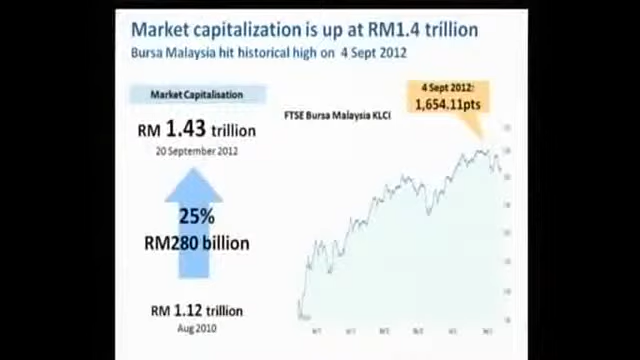 Market capitalization is up at RM1.4 trillion
Bursa Malaysia hit historical high on 4 Sept 2012
Market Capitalisation
RM 1.43 trillion
20 September 2012
25%
RM280 billion
RM 1.12 trillion
Aug 2010
4 Sept 2012:
1,654.11pts
FTSE Bursa Malaysia KLCI